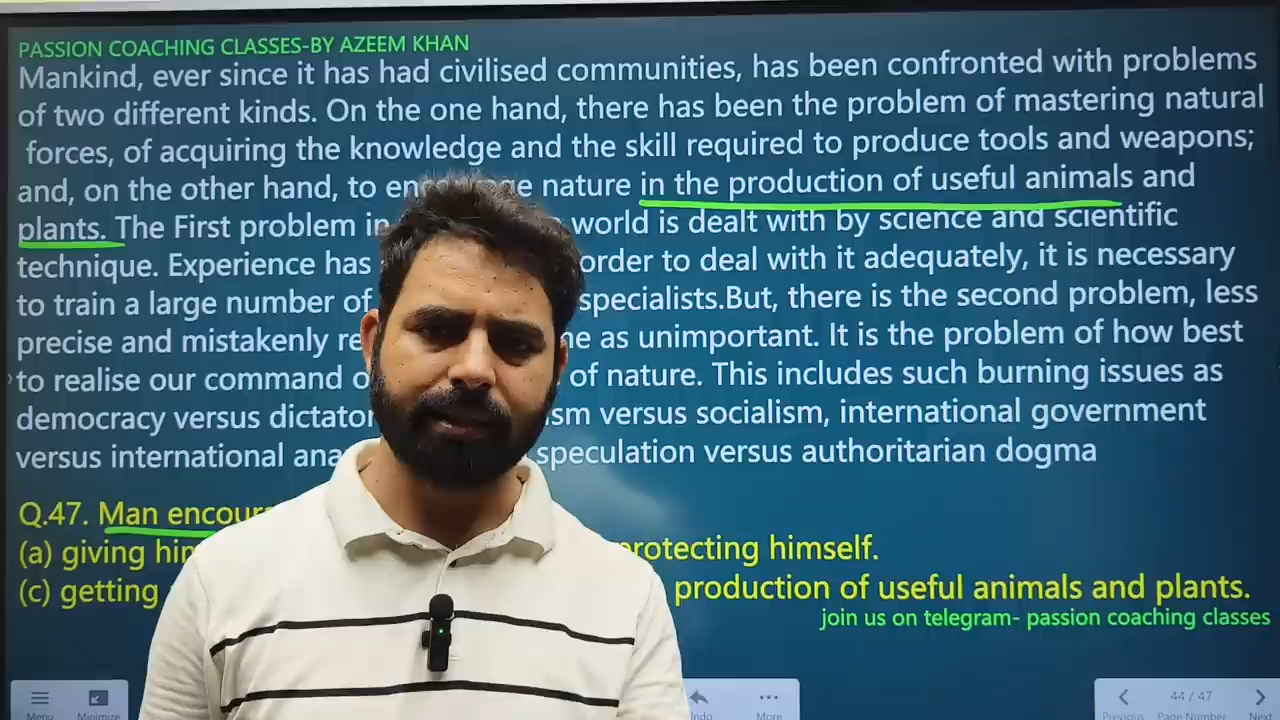 PASSION COACHING CLASSES-BY AZEEM KHAN
Mankind, ever since it has had civilised communities, has been confronted with problems
of two different kinds. On the one hand, there has been the problem of mastering natural
forces, of acquiring the knowledge and the skill required to produce tools and weapons;
and, on the other hand, to nature in the production of useful animals and
plants. The First problem world is dealt with by science and scientific
technique. Experience has order to deal with it adequately, it is necessary
to train a large number of specialists.But, there is the second problem, less
precise and mistakenly as unimportant. It is the problem of how best
to realise our command of nature. This includes such burning issues as
democracy versus versus socialism, international government
versus international speculation versus authoritarian dogma
Q.47. Man
(a) giving protecting himself.
(c) getting production of useful animals and plants.
join us on telegram- passion coaching classes
Menu Minimize Undo More Previous 44 / 47 Page Number Next